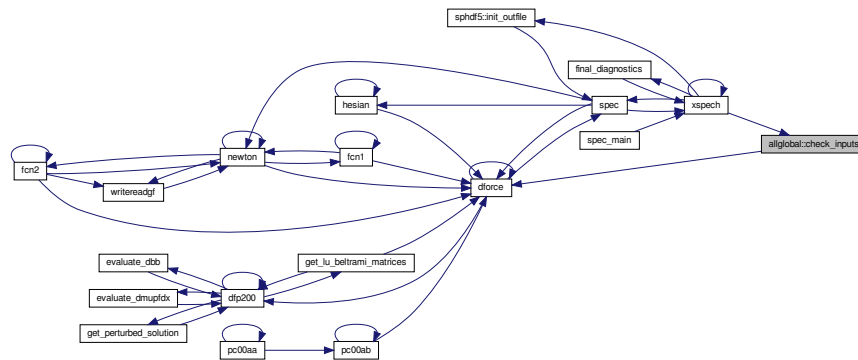 sphdf5::init_outfile
final_diagnostics
hesian
spec
xspech
spec_main
allglobal::check_inputs
newton
fcn1
fcn2
writereadgf
dforce
evaluate_dbb
get_lu_beltrami_matrices
evaluate_dmupfdx
dfp200
get_perturbed_solution
pc00aa
pc00ab